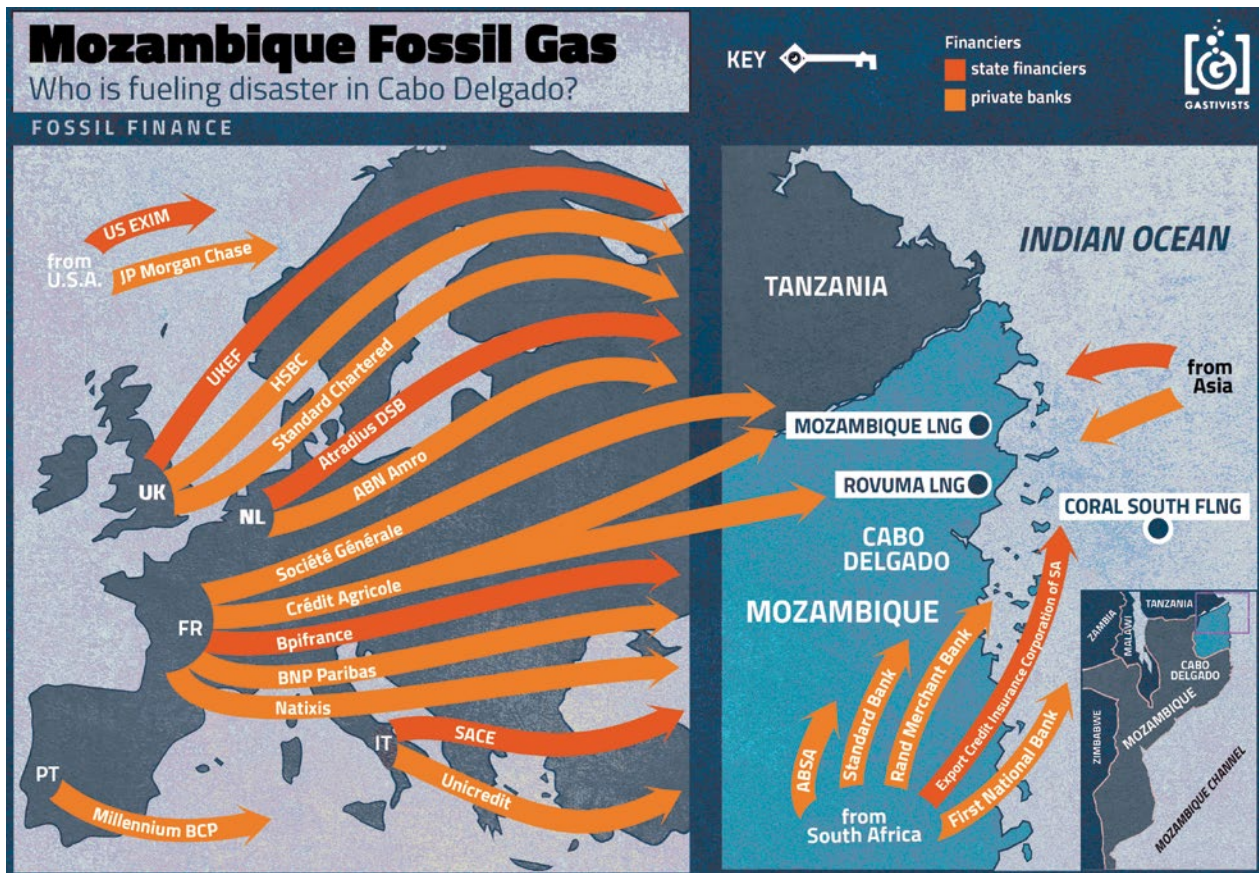 Mozambique Fossil Gas
Who is fueling disaster in Cabo Delgado?
FOSSIL FINANCE
KEY
Financiers
state financiers
private banks
[G]
GASTIVISTS
US EXIM
JP Morgan Chase
from
U.S.A.
UKEF
HSBC
Standard Chartered
Atradius DSB
ABN Amro
UK
NL
Société Générale
Crédit Agricole
FR
Bpifrance
BNP Paribas
Natixis
IT
SACE
Unicredit
PT
Millennium BCP
INDIAN OCEAN
TANZANIA
from
Asia
MOZAMBIQUE LNG
ROVUMA LNG
CORAL SOUTH FLNG
CABO
DELGADO
MOZAMBIQUE
ABSA
Standard Bank
Rand Merchant Bank
Export Credit Insurance Corporation of SA
First National Bank
from
South Africa
TANZANIA
ZAMBIA
MALAWI
CABO
DELGADO
MOZAMBIQUE
ZIMBABWE
MOZAMBIQUE CHANNEL